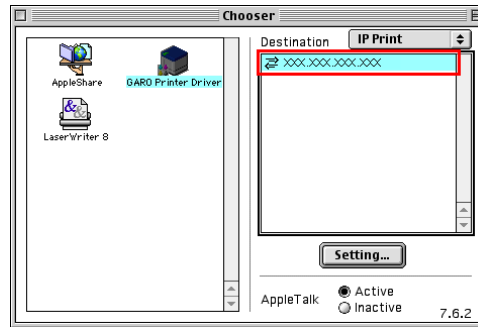 Chooser
Destination IP Print
XXX.XXX.XXX.XXX
AppleShare GARO Printer Driver
LaserWriter 8
Setting...
AppleTalk
Active
Inactive
7.6.2